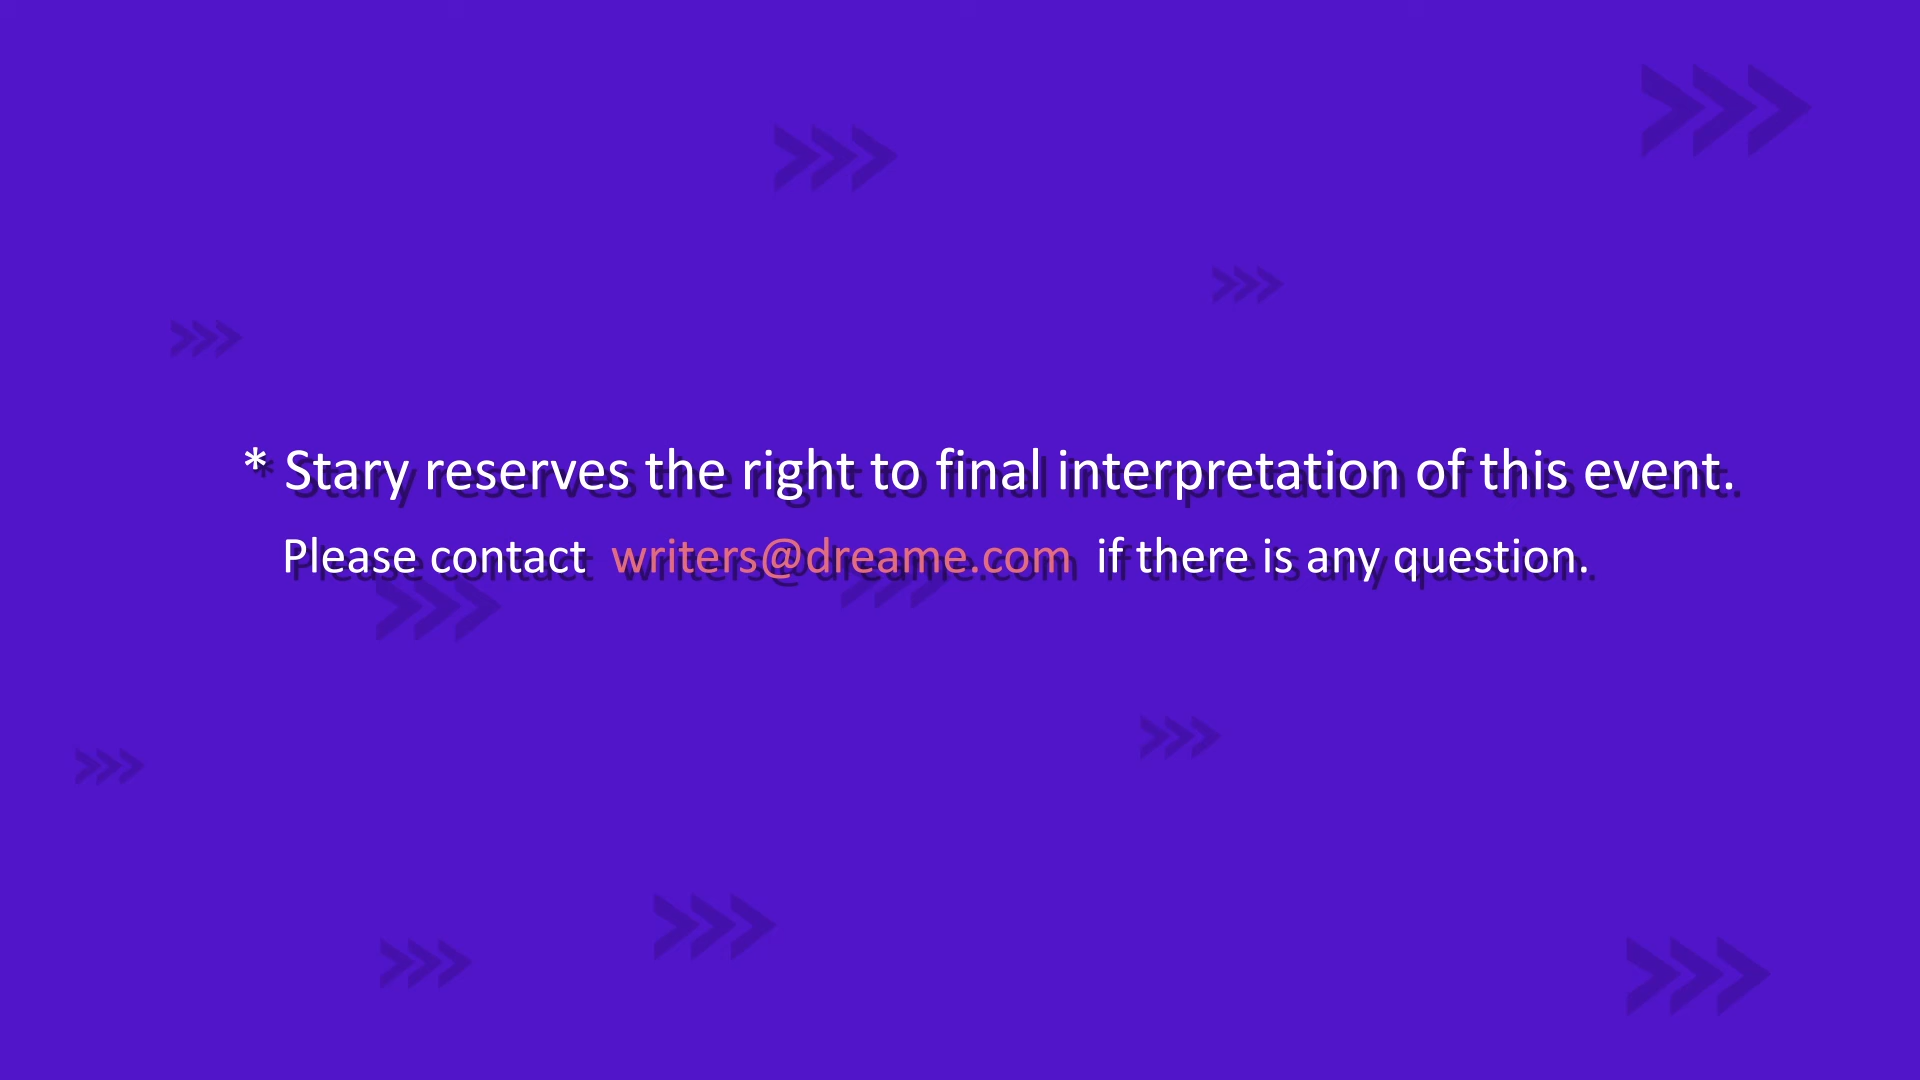 * Stary reserves the right to final interpretation of this event.
Please contact writers@dreame.com if there is any question.